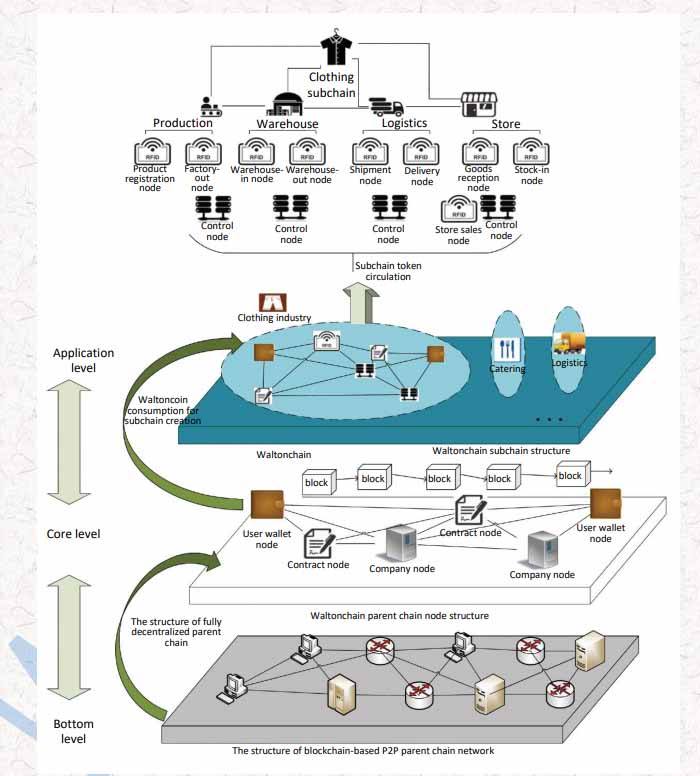 Clothing
subchain
Production
Warehouse
Logistics
Store
RFID
RFID
RFID
RFID
RFID
RFID
RFID
RFID
Product
registration
node
Factory-
out
node
Warehouse-
in node
Warehouse-
out node
Shipment
node
Delivery
node
Goods
reception
node
Stock-in
node
RFID
Control
node
Control
node
Control
node
Store sales
node
Control
node
Subchain token
circulation
Clothing industry
RFID
Application
level
Catering
Logistics
Waltoncoin
consumption for
subchain creation
Waltonchain
Waltonchain subchain structure
block
block
block
block
block
Core level
User wallet
node
Contract node
Company node
Contract node
Company node
User wallet
node
Waltonchain parent chain node structure
The structure of fully
decentralized parent
chain
Bottom
level
The structure of blockchain-based P2P parent chain network